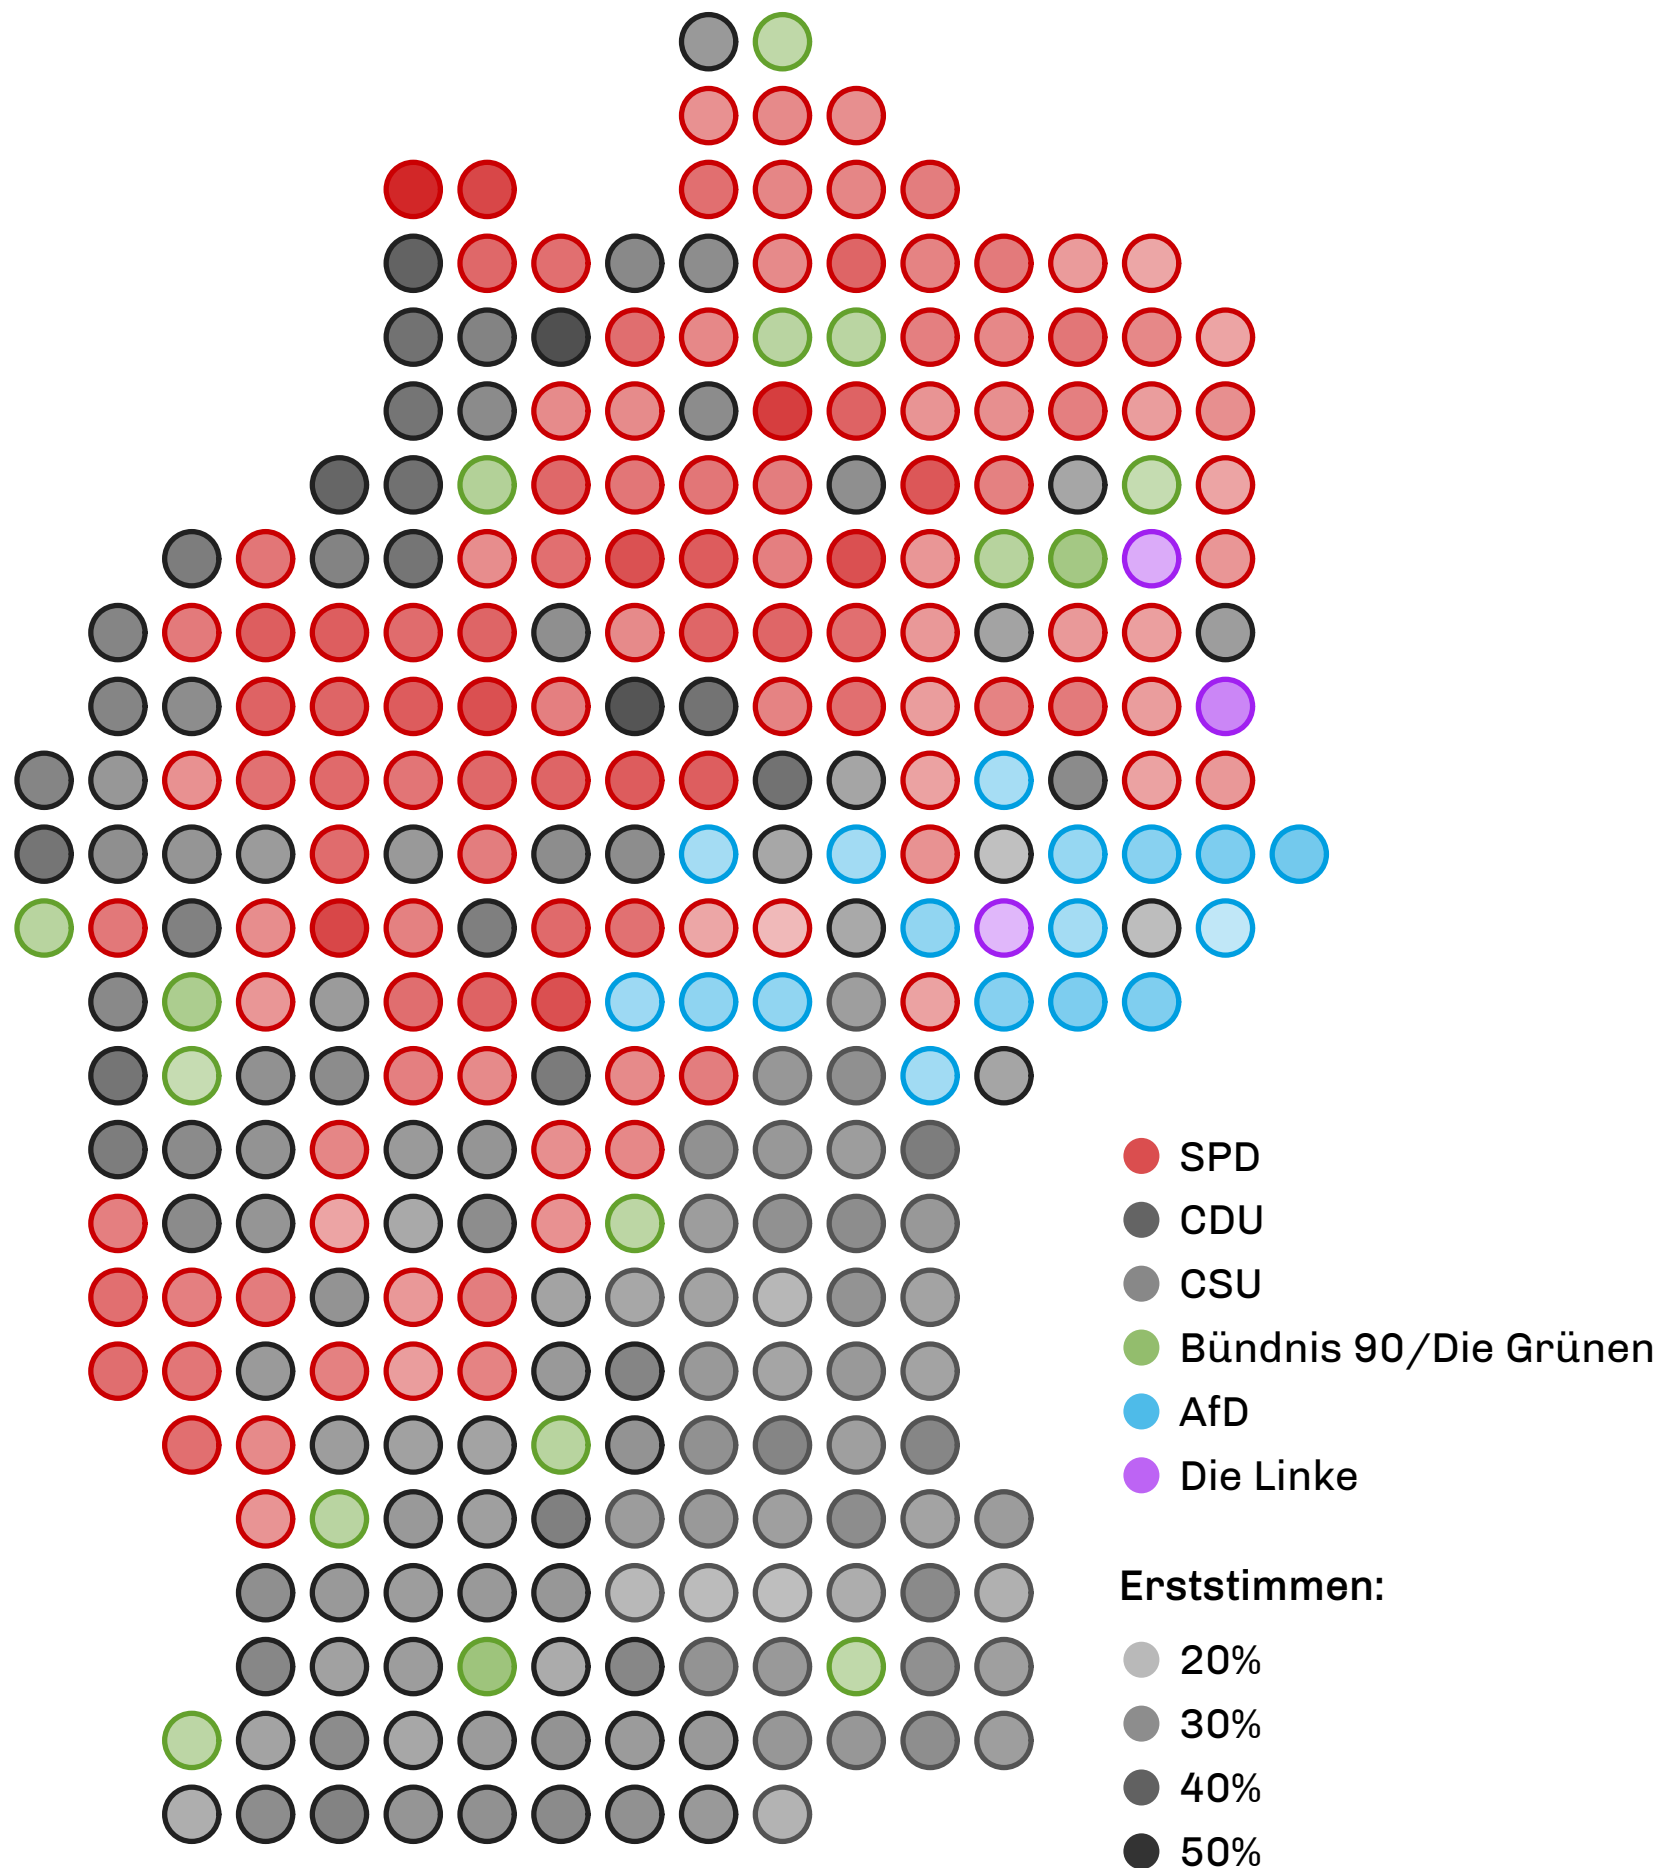 SPD
CDU
CSU
Bündnis 90/Die Grünen
AfD
Die Linke
Erststimmen:
20%
30%
40%
50%